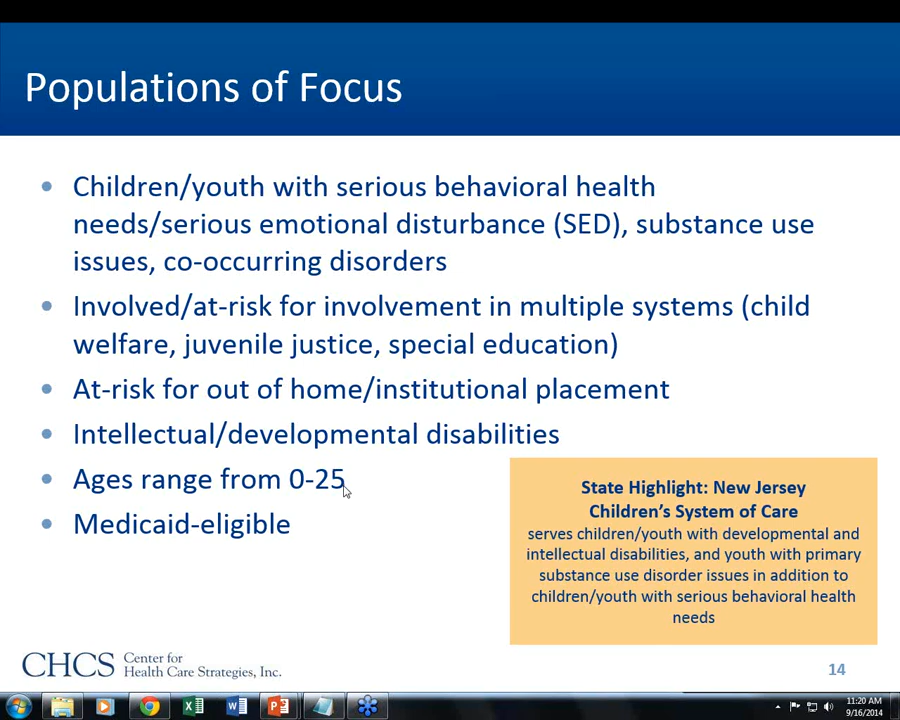 Populations of Focus
• Children/youth with serious behavioral health
needs/serious emotional disturbance (SED), substance use
issues, co-occurring disorders
• Involved/at-risk for involvement in multiple systems (child
welfare, juvenile justice, special education)
• At-risk for out of home/institutional placement
• Intellectual/developmental disabilities
• Ages range from 0-25
• Medicaid-eligible
State Highlight: New Jersey
Children’s System of Care
serves children/youth with developmental and
intellectual disabilities, and youth with primary
substance use disorder issues in addition to
children/youth with serious behavioral health
needs
CHCS Center for
Health Care Strategies, Inc.
14
11:20 AM
9/16/2014